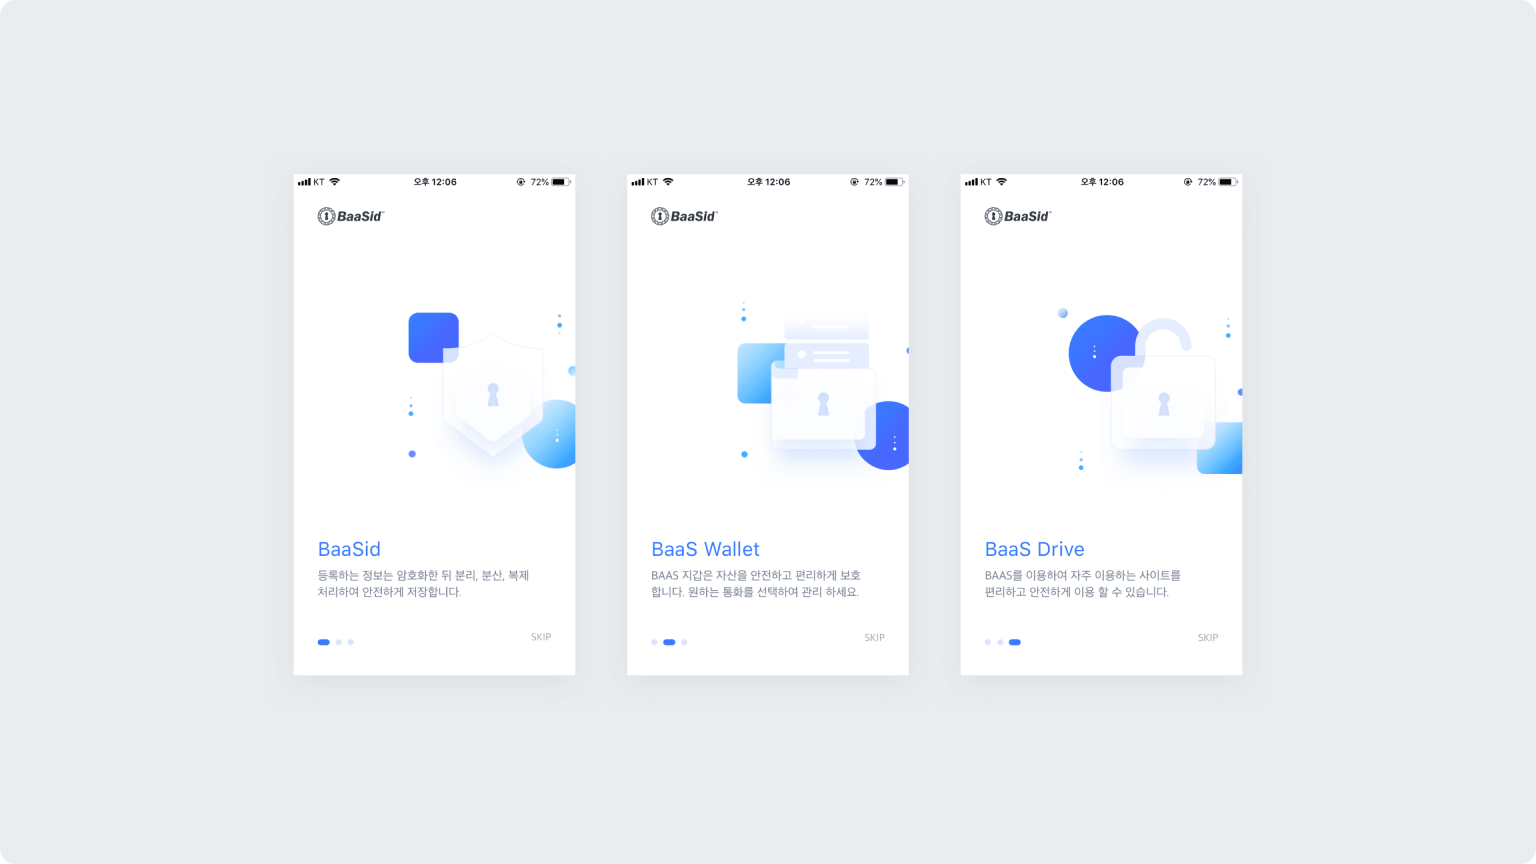 KT 오후 12:06 72%
BaaSid™
BaaSid
등록하는 정보는 암호화한 뒤 분리, 분산, 복제
처리하여 안전하게 저장합니다.
SKIP
KT 오후 12:06 72%
BaaSid™
BaaS Wallet
BAAS 지갑은 자산을 안전하고 편리하게 보호
합니다. 원하는 통화를 선택하여 관리 하세요.
SKIP
KT 오후 12:06 72%
BaaSid™
BaaS Drive
BAAS를 이용하여 자주 이용하는 사이트를
편리하고 안전하게 이용 할 수 있습니다.
SKIP